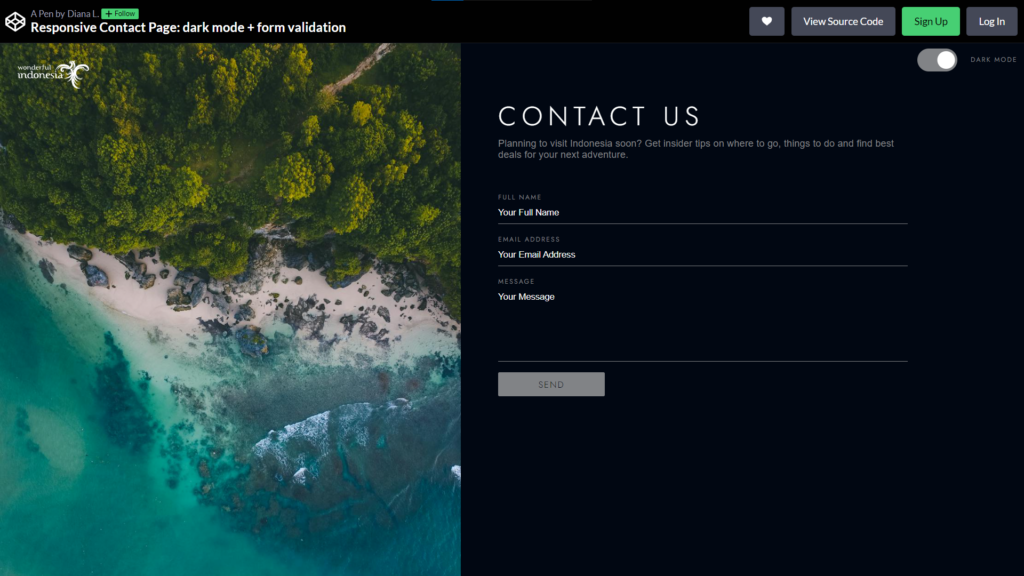 A Pen by Diana L. + Follow
Responsive Contact Page: dark mode + form validation
View Source Code
Sign Up
Log In
wonderful
indonesia
DARK MODE
CONTACT US
Planning to visit Indonesia soon? Get insider tips on where to go, things to do and find best
deals for your next adventure.
FULL NAME
Your Full Name
EMAIL ADDRESS
Your Email Address
MESSAGE
Your Message
SEND